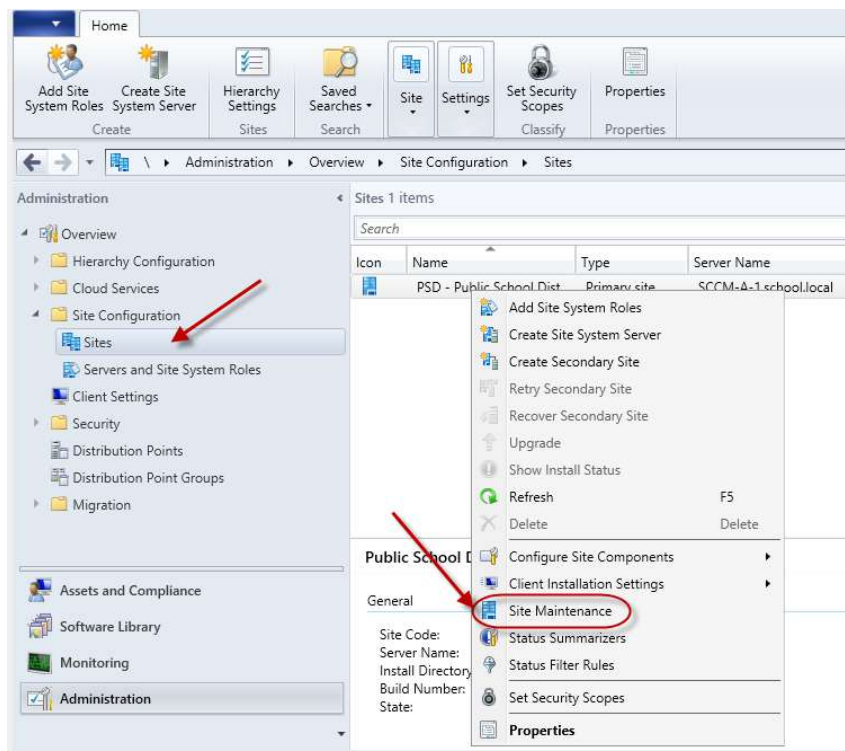 Home
Add Site
System Roles
Create Site
System Server
Hierarchy
Settings
Saved
Searches
Site
Settings
Set Security
Scopes
Properties
Create
Sites
Search
Classify
Properties
\ Administration Overview Site Configuration Sites
Administration
Sites 1 items
Overview
Search
Hierarchy Configuration
Icon Name Type Server Name
Cloud Services
PSD - Public School Dist Primary site SCCM-A-1.school.local
Site Configuration
Sites
Servers and Site System Roles
Client Settings
Security
Distribution Points
Distribution Point Groups
Migration
Assets and Compliance
Software Library
Monitoring
Administration
Add Site System Roles
Create Site System Server
Create Secondary Site
Retry Secondary Site
Recover Secondary Site
Upgrade
Show Install Status
Refresh F5
Delete Delete
Configure Site Components
Client Installation Settings
Site Maintenance
Status Summarizers
Status Filter Rules
Set Security Scopes
Properties
Public School
General
Site Code:
Server Name:
Install Directory
Build Number:
State: